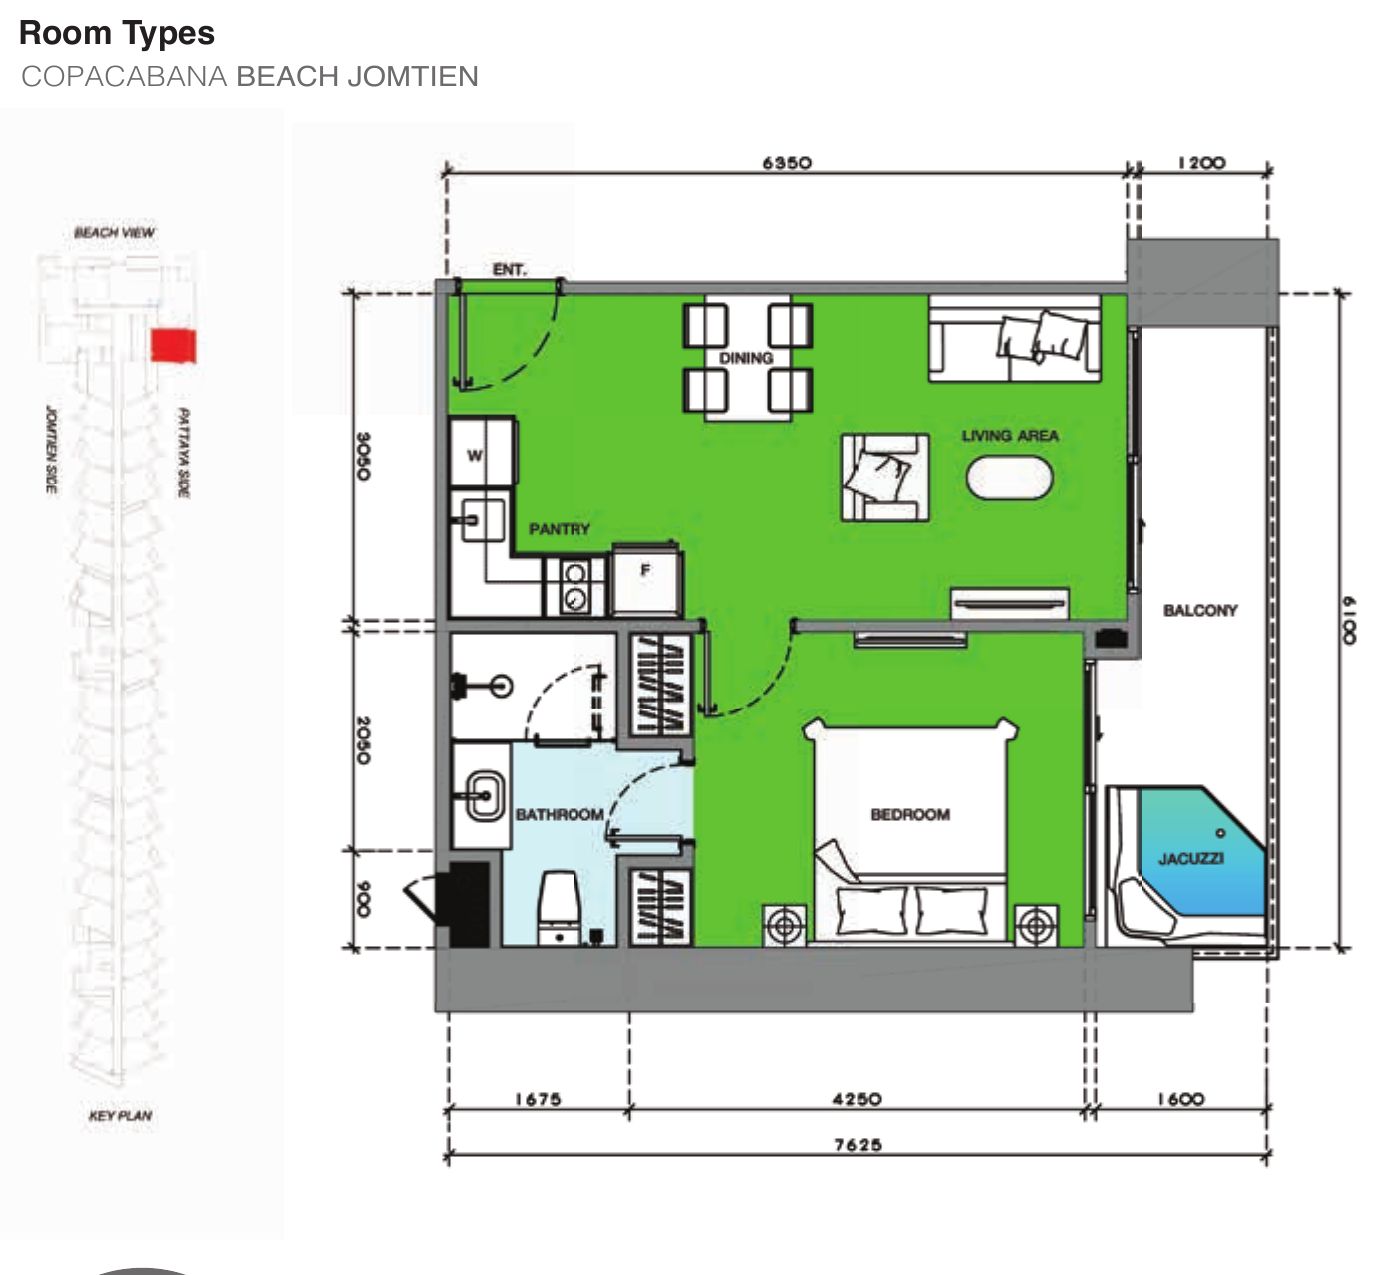 Room Types
COPACABANA BEACH JOMTIEN
BEACH VIEW
JOMTIEN SIDE
PATTAYA SIDE
KEY PLAN
6350
1200
ENT.
DINING
LIVING AREA
3050
W
PANTRY
F
BALCONY
6100
2050
BATHROOM
BEDROOM
JACUZZI
900
1675
4250
1600
7625